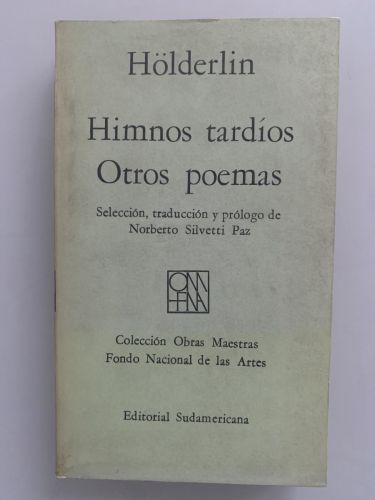 Hölderlin
Himnos tardíos
Otros poemas
Selección, traducción y prólogo de
Norberto Silvetti Paz
Colección Obras Maestras
Fondo Nacional de las Artes
Editorial Sudamericana